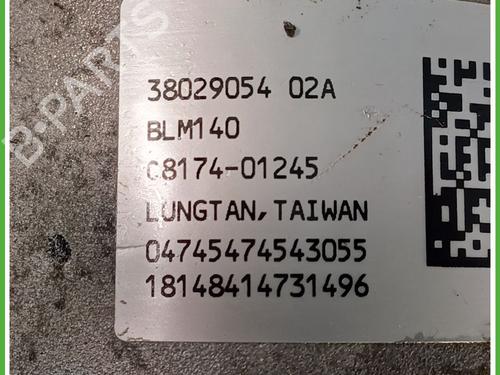 B-PARTS
38029054 02A
BLM140
C8174-01245
LUNGTAN, TAIWAN
04745474543055
18148414731496